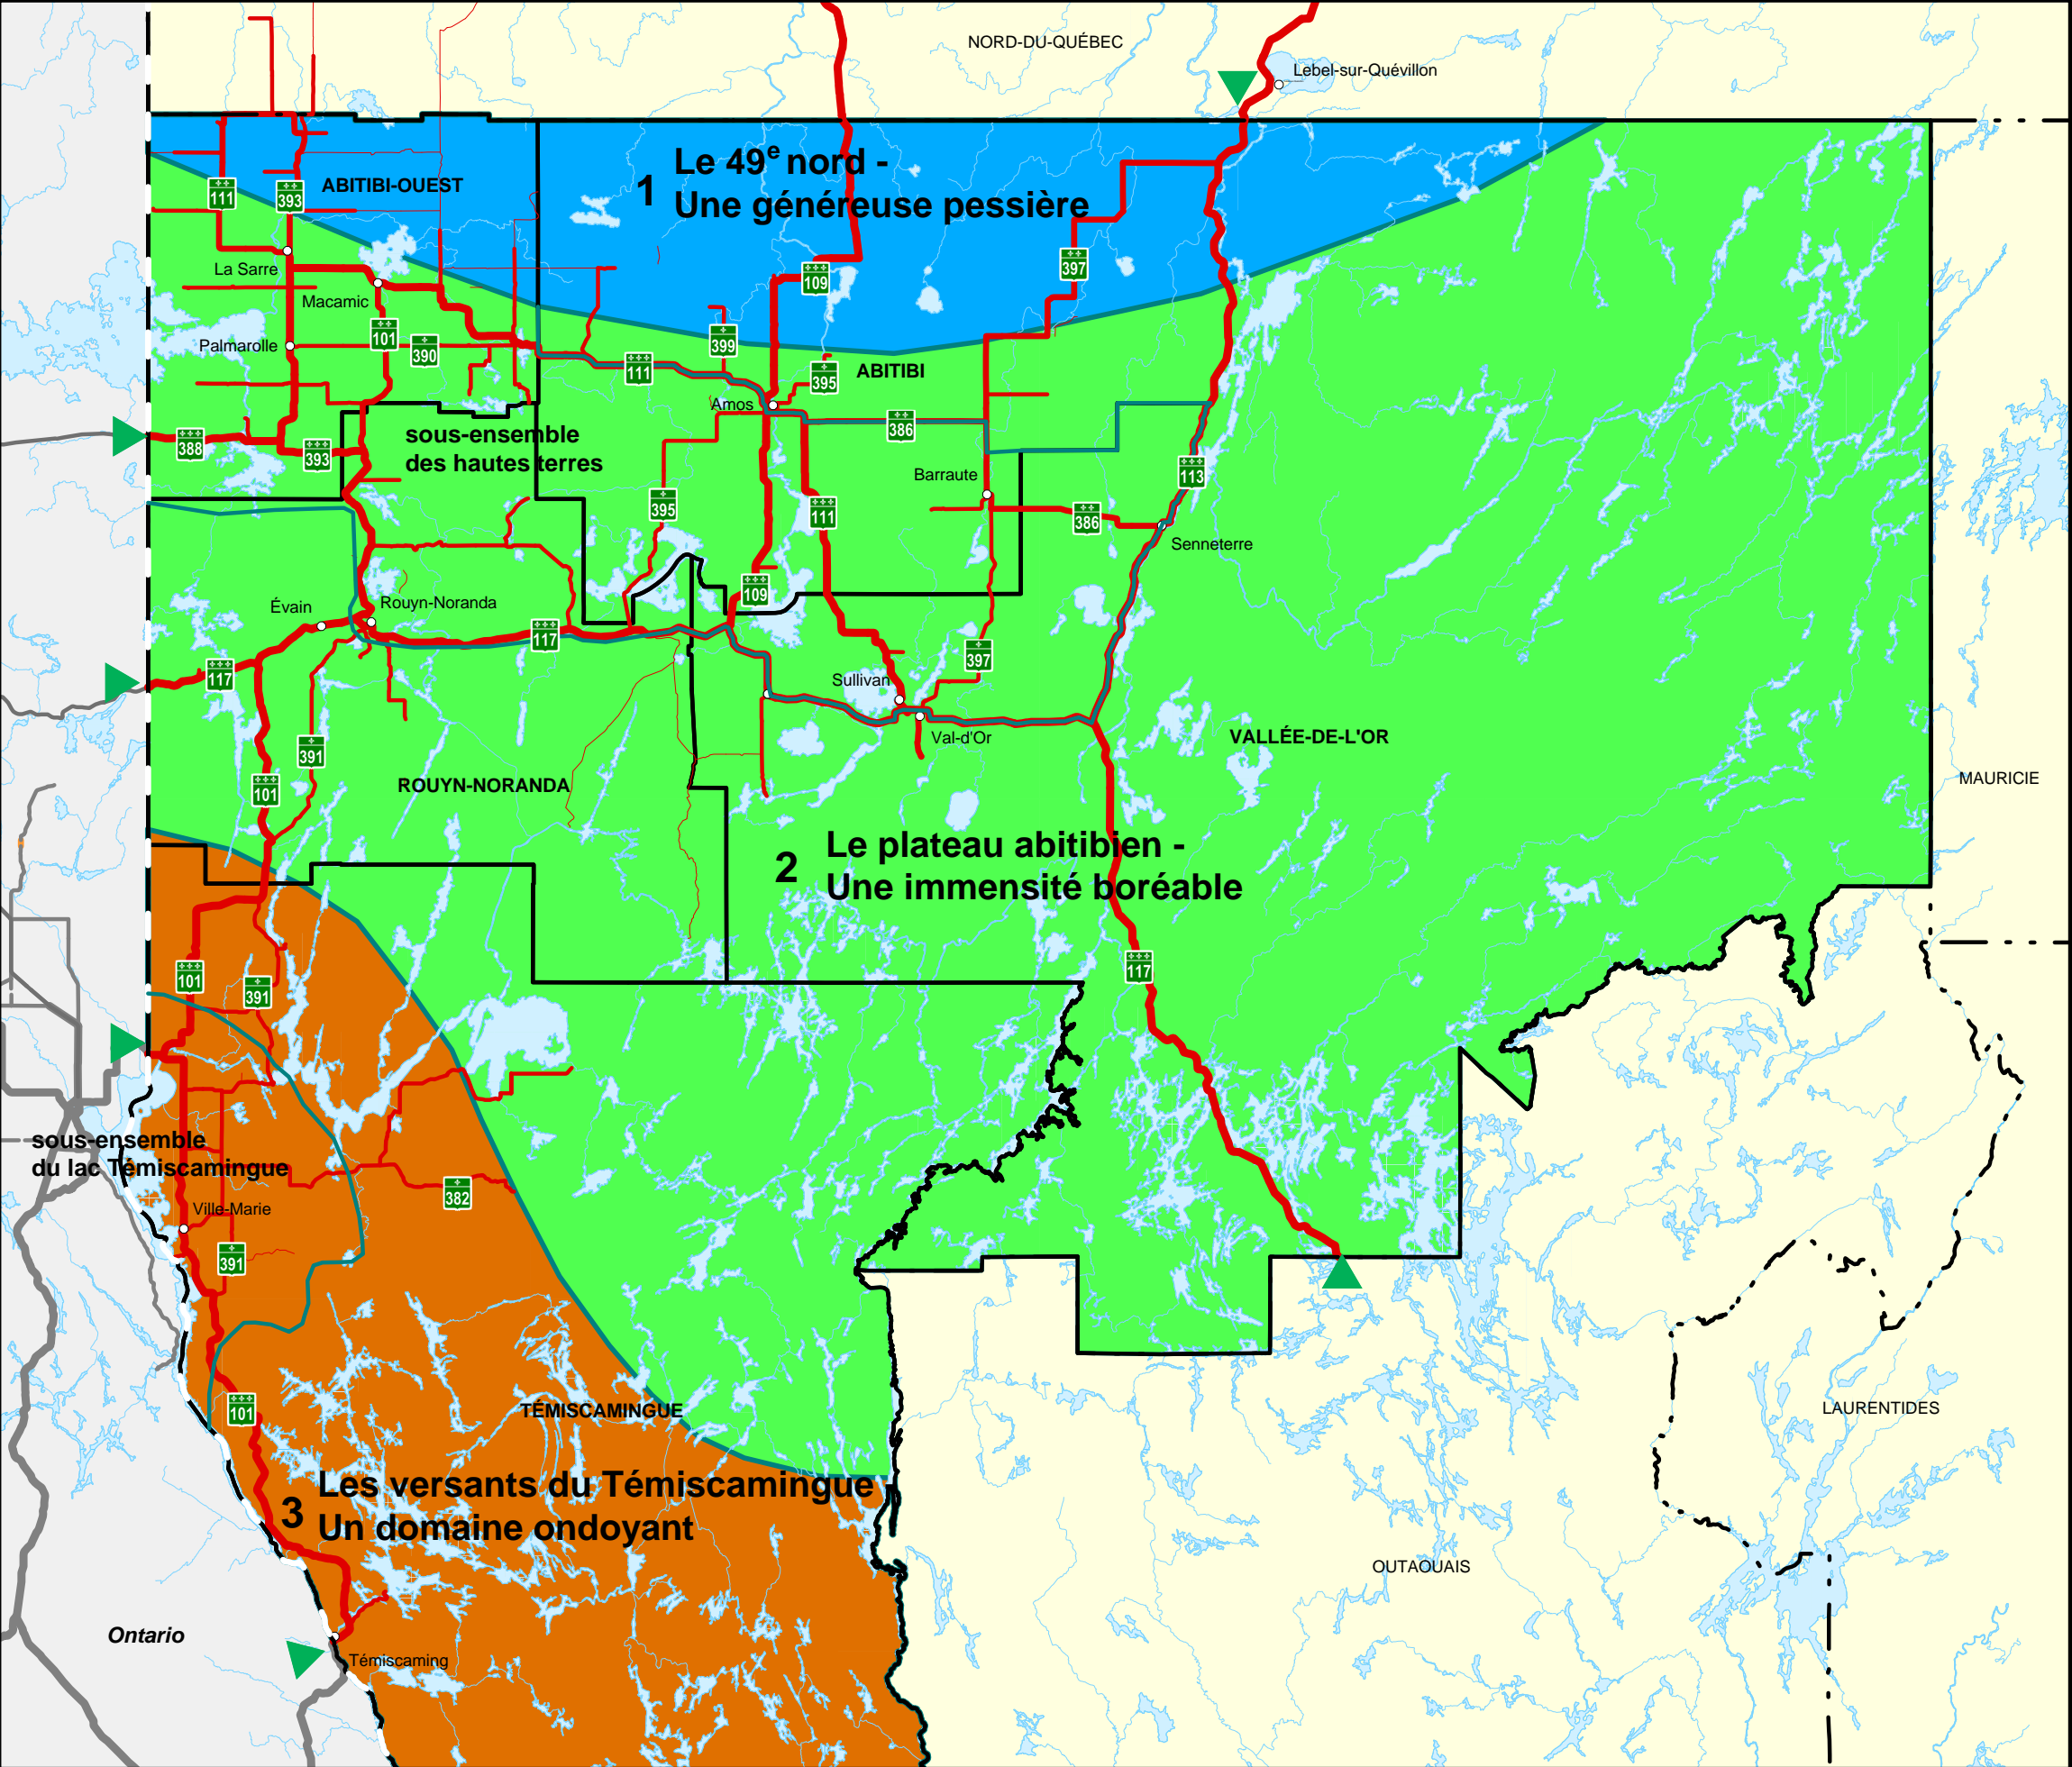 NORD-DU-QUÉBEC
Lebel-sur-Quévillon
1
Le 49e nord -
Une généreuse pessière
ABITIBI-OUEST
111
393
397
109
La Sarre
Macamic
101
390
Palmarolle
399
111
395
ABITIBI
Amos
386
388
393
sous-ensemble
des hautes terres
Barraute
113
395
111
386
Senneterre
109
Évain
Rouyn-Noranda
117
117
397
Sullivan
Val-d'Or
VALLÉE-DE-L'OR
391
101
ROUYN-NORANDA
MAURICIE
2
Le plateau abitibien -
Une immensité boréable
101
391
117
sous-ensemble
du lac Témiscamingue
382
Ville-Marie
391
101
TÉMISCAMINGUE
LAURENTIDES
3
Les versants du Témiscamingue
Un domaine ondoyant
OUTAOUAIS
Ontario
Témiscaming